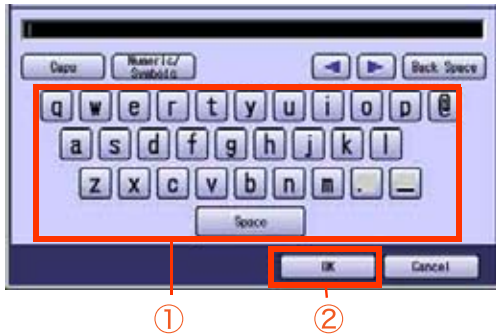 Caps Numeric/ Symbols ◀ ▶ Back Space
q w e r t y u i o p @
a s d f g h j k l
z x c v b n m . _
Space
OK Cancel
① ②